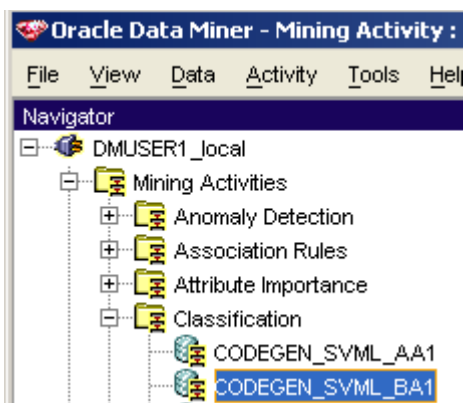 Oracle Data Miner - Mining Activity :
File View Data Activity Tools Help
Navigator
DMUSER1_local
Mining Activities
Anomaly Detection
Association Rules
Attribute Importance
Classification
CODEGEN_SVML_AA1
CODEGEN_SVML_BA1